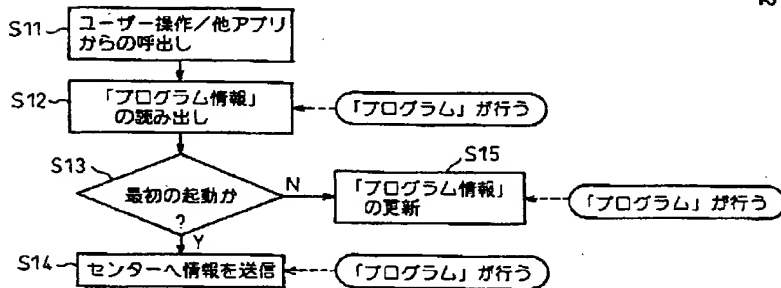 S11
ユーザー操作/他アプリ
からの呼出し
S12
「プログラム情報」
の読み出し
「プログラム」が行う
S13
最初の起動か
?
N
Y
S15
「プログラム情報」
の更新
「プログラム」が行う
S14
センターへ情報を送信
「プログラム」が行う